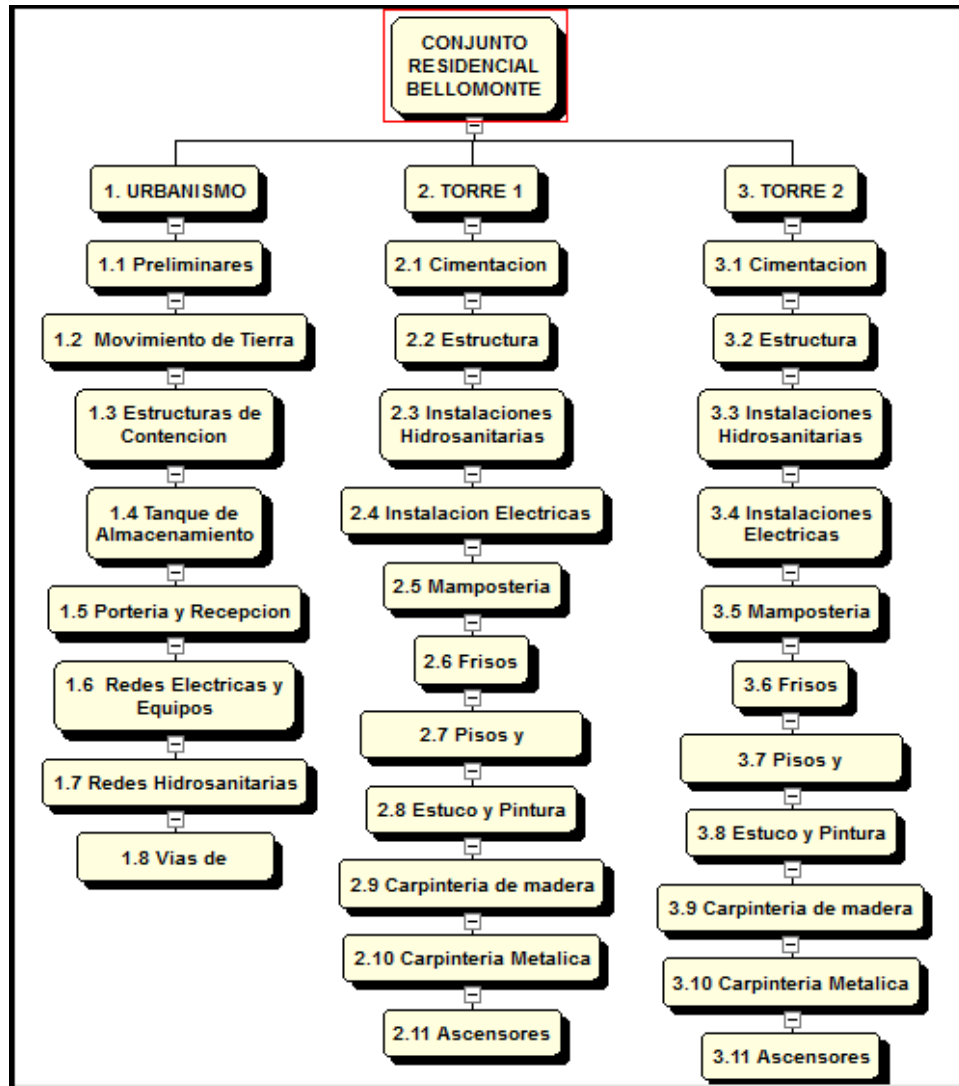 CONJUNTO
RESIDENCIAL
BELLOMONTE
1. URBANISMO
1.1 Preliminares
1.2 Movimiento de Tierra
1.3 Estructuras de
Contencion
1.4 Tanque de
Almacenamiento
1.5 Porteria y Recepcion
1.6 Redes Electricas y
Equipos
1.7 Redes Hidrosanitarias
1.8 Vias de
2. TORRE 1
2.1 Cimentacion
2.2 Estructura
2.3 Instalaciones
Hidrosanitarias
2.4 Instalacion Electricas
2.5 Mamposteria
2.6 Frisos
2.7 Pisos y
2.8 Estuco y Pintura
2.9 Carpinteria de madera
2.10 Carpinteria Metalica
2.11 Ascensores
3. TORRE 2
3.1 Cimentacion
3.2 Estructura
3.3 Instalaciones
Hidrosanitarias
3.4 Instalaciones
Electricas
3.5 Mamposteria
3.6 Frisos
3.7 Pisos y
3.8 Estuco y Pintura
3.9 Carpinteria de madera
3.10 Carpinteria Metalica
3.11 Ascensores